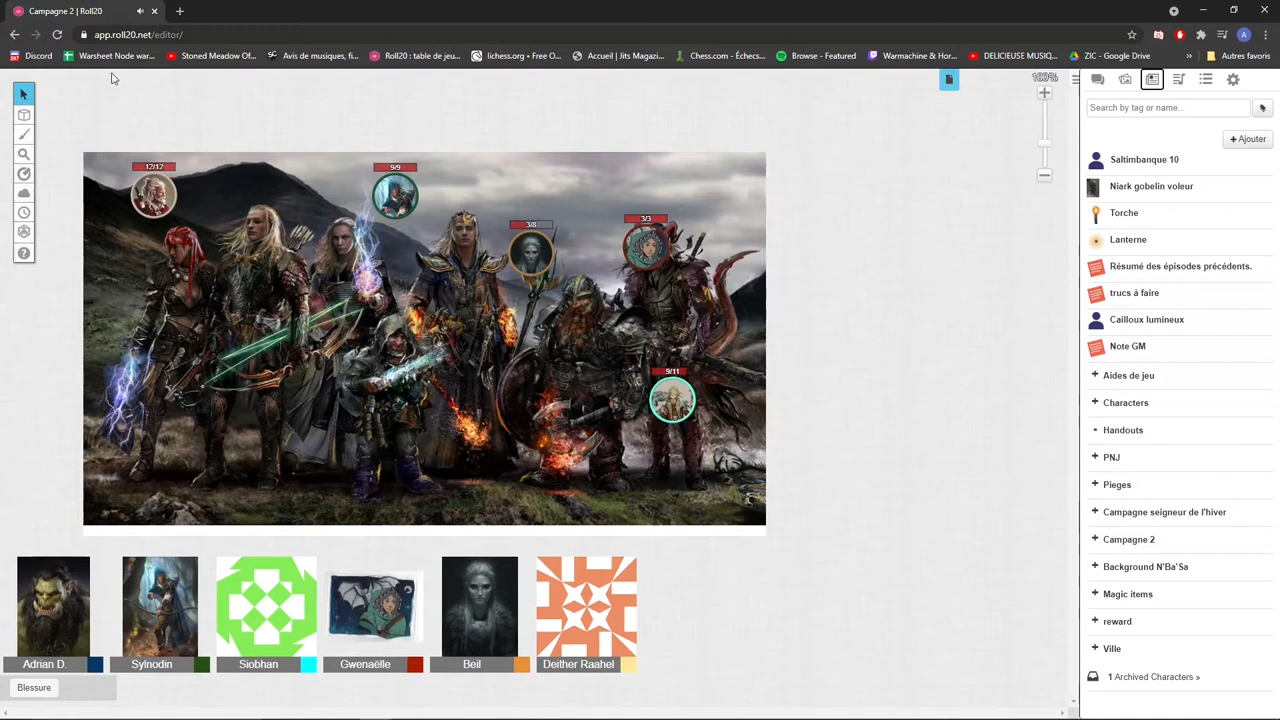 Campagne 2 | Roll20
app.roll20.net/editor/
Discord
Warsheet Node war...
Stoned Meadow Of...
Avis de musiques, fi...
Roll20 : table de jeu...
lichess.org • Free O...
Accueil | Jits Magazi...
Chess.com - Échecs...
Browse - Featured
Warmachine & Hor...
DELICIEUSE MUSIQ...
ZIC - Google Drive
Autres favoris
100%
Search by tag or name...
+ Ajouter
Saltimbanque 10
Niark gobelin voleur
Torche
Lanterne
Résumé des épisodes précédents.
trucs à faire
Cailloux lumineux
Note GM
Aides de jeu
Characters
Handouts
PNJ
Pieges
Campagne seigneur de l'hiver
Campagne 2
Background N'Ba'Sa
Magic items
reward
Ville
1 Archived Characters »
12/12
9/9
3/8
3/3
9/11
Adrian D.
Sylnodin
Siobhan
Gwenaëlle
Beil
Deither Raahel
Blessure